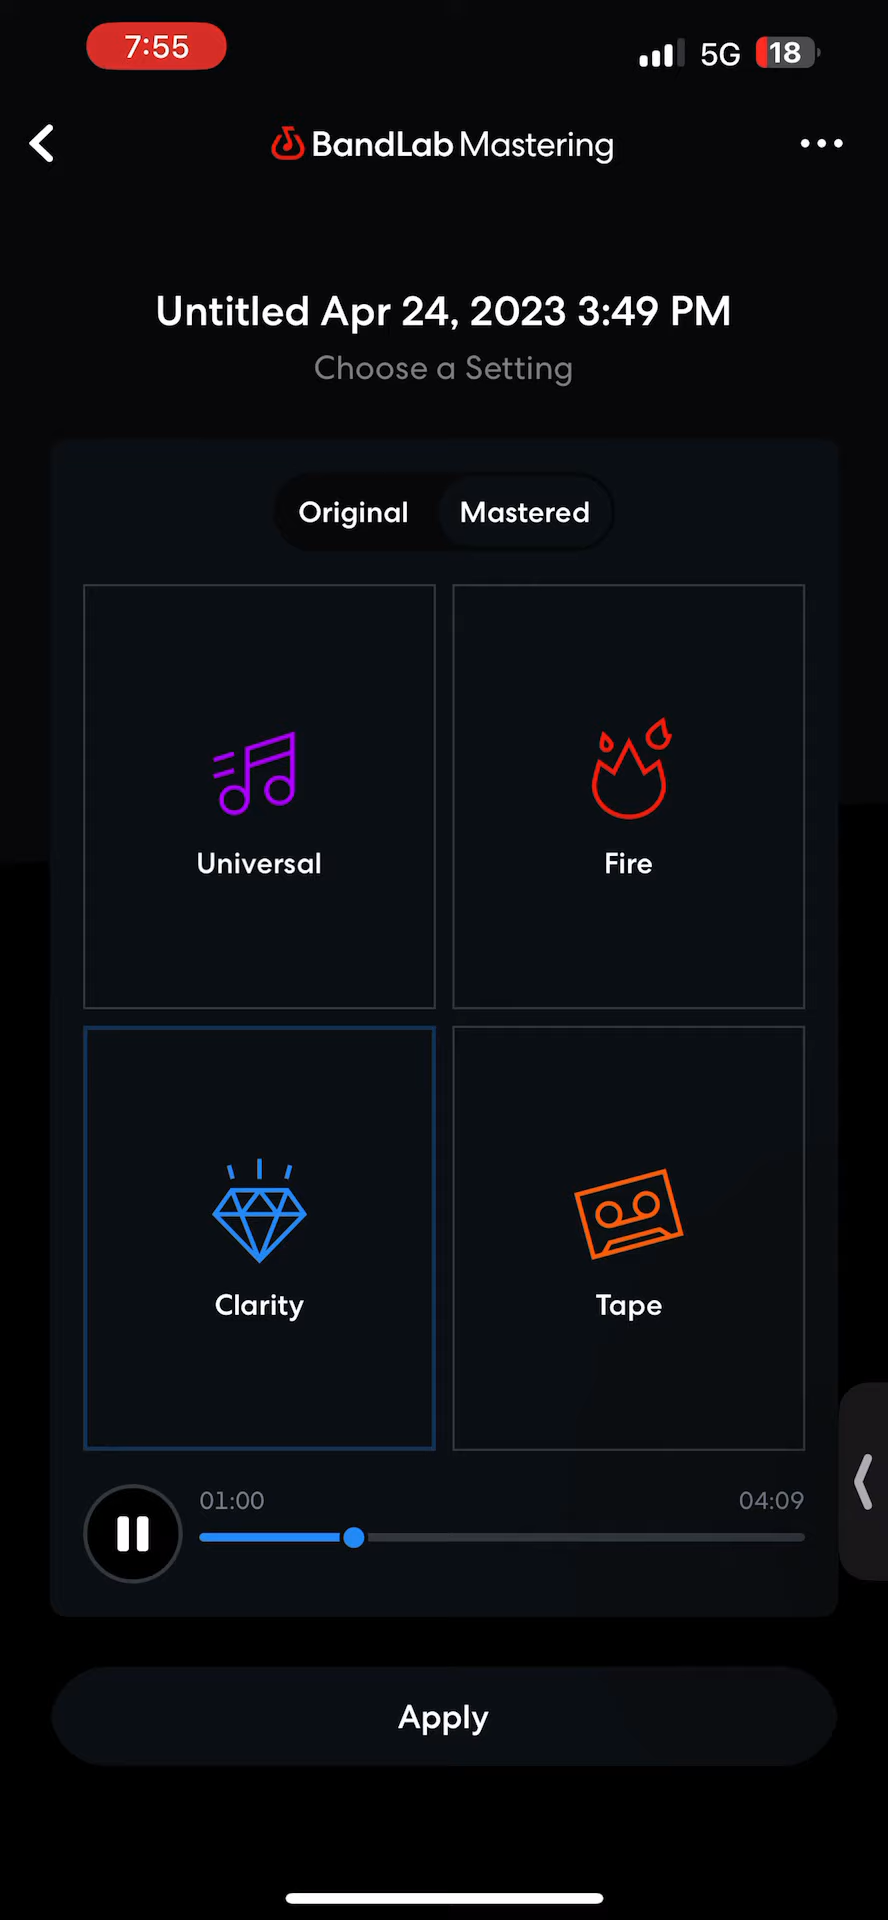 7:55
5G 18
BandLab Mastering
Untitled Apr 24, 2023 3:49 PM
Choose a Setting
Original Mastered
Universal Fire
Clarity Tape
01:00 04:09
Apply